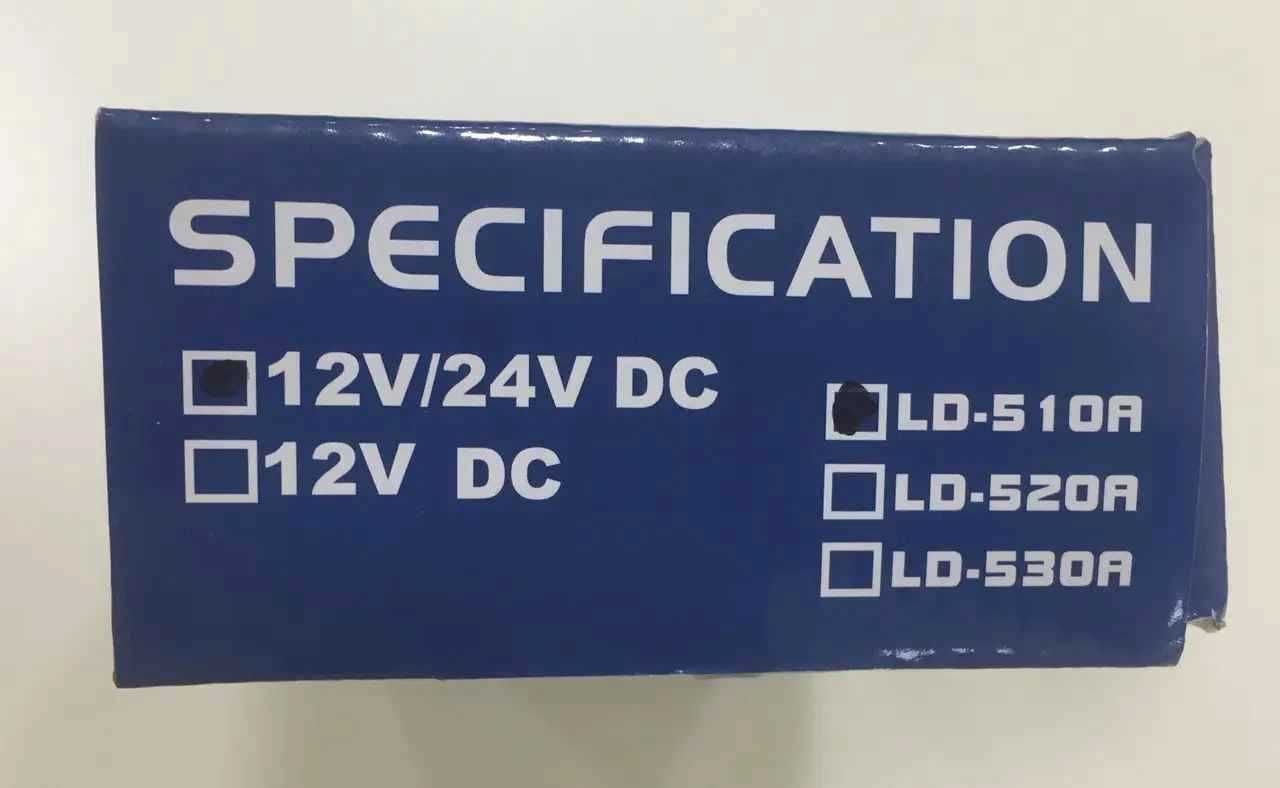 SPECIFICATION
12V/24V DC
12V DC
LD-510A
LD-520A
LD-530A